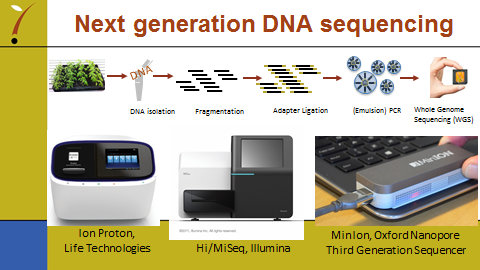 Next generation DNA sequencing
DNA
DNA isolation
Fragmentation
Adapter Ligation
(Emulsion) PCR
Whole Genome
Sequencing (WGS)
MinION
Ion Proton,
Life Technologies
Hi/MiSeq, Illumina
MinIon, Oxford Nanopore
Third Generation Sequencer